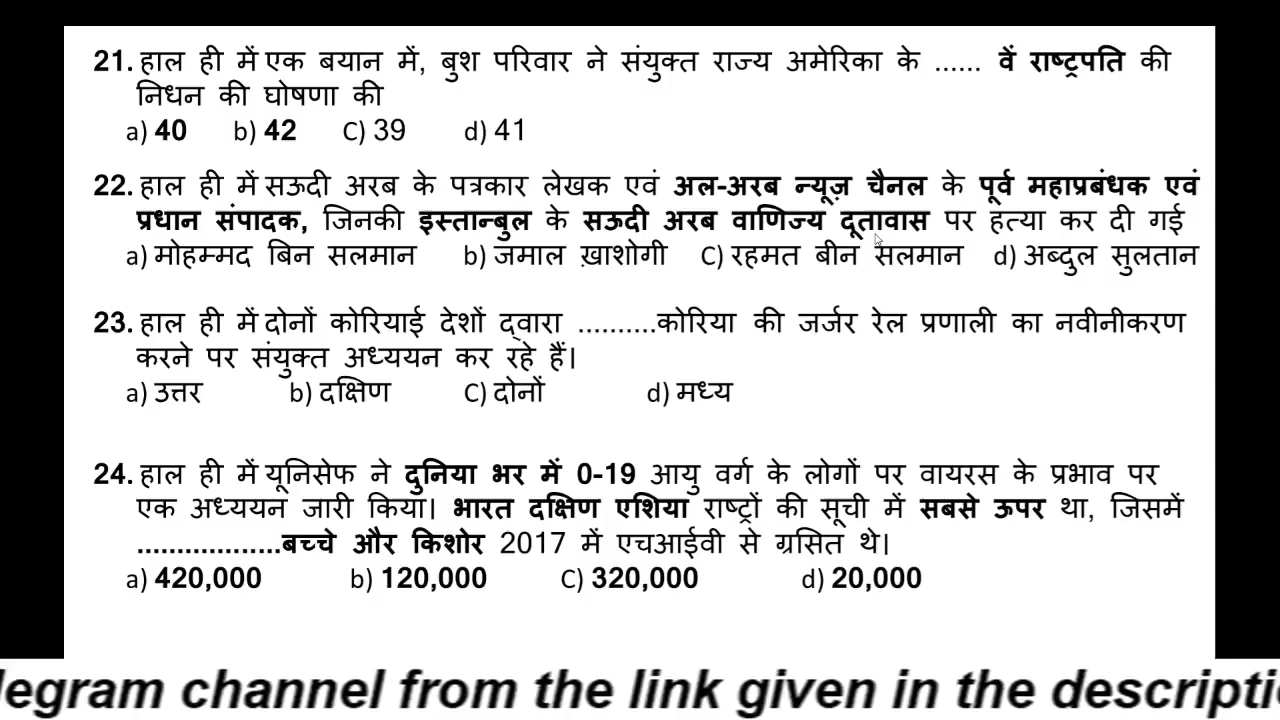 21. हाल ही में एक बयान में, बुश परिवार ने संयुक्त राज्य अमेरिका के ...... वें राष्ट्रपति की
निधन की घोषणा की
a) 40 b) 42 C) 39 d) 41
22. हाल ही में सऊदी अरब के पत्रकार लेखक एवं अल-अरब न्यूज़ चैनल के पूर्व महाप्रबंधक एवं
प्रधान संपादक, जिनकी इस्तान्बुल के सऊदी अरब वाणिज्य दूतावास पर हत्या कर दी गई
a) मोहम्मद बिन सलमान b) जमाल ख़ाशोगी C) रहमत बीन सलमान d) अब्दुल सुलतान
23. हाल ही में दोनों कोरियाई देशों द्वारा ..........कोरिया की जर्जर रेल प्रणाली का नवीनीकरण
करने पर संयुक्त अध्ययन कर रहे हैं।
a) उत्तर b) दक्षिण C) दोनों d) मध्य
24. हाल ही में यूनिसेफ ने दुनिया भर में 0-19 आयु वर्ग के लोगों पर वायरस के प्रभाव पर
एक अध्ययन जारी किया। भारत दक्षिण एशिया राष्ट्रों की सूची में सबसे ऊपर था, जिसमें
..................बच्चे और किशोर 2017 में एचआईवी से ग्रसित थे।
a) 420,000 b) 120,000 C) 320,000 d) 20,000
legram channel from the link given in the descripti